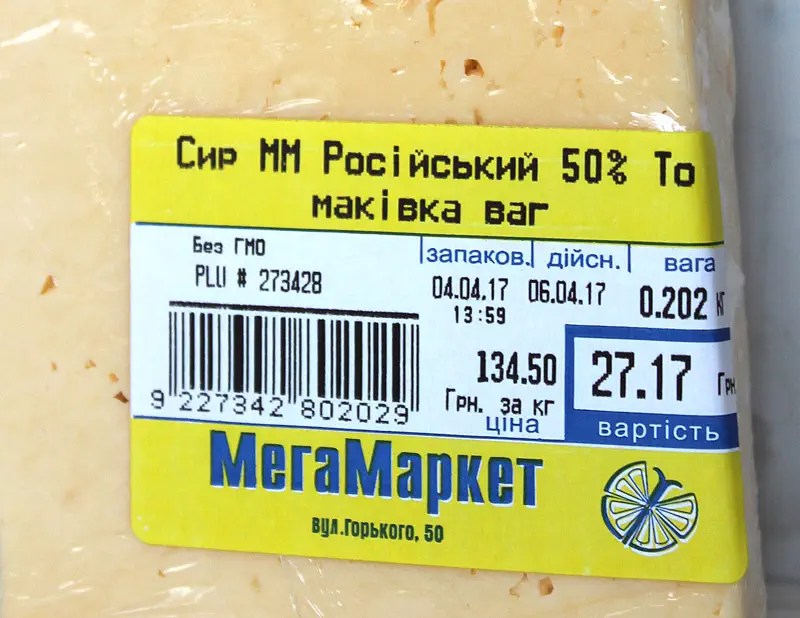 Сир ММ Російський 50% То
маківка ваг
Без ГМО
PLU # 273428
запаков. дійсн. вага
04.04.17 06.04.17 0.202 кг
13:59
134.50 27.17 Грн
Грн. за кг
ціна вартість
9 227342 802029
МегаМаркет
вул.Горького, 50